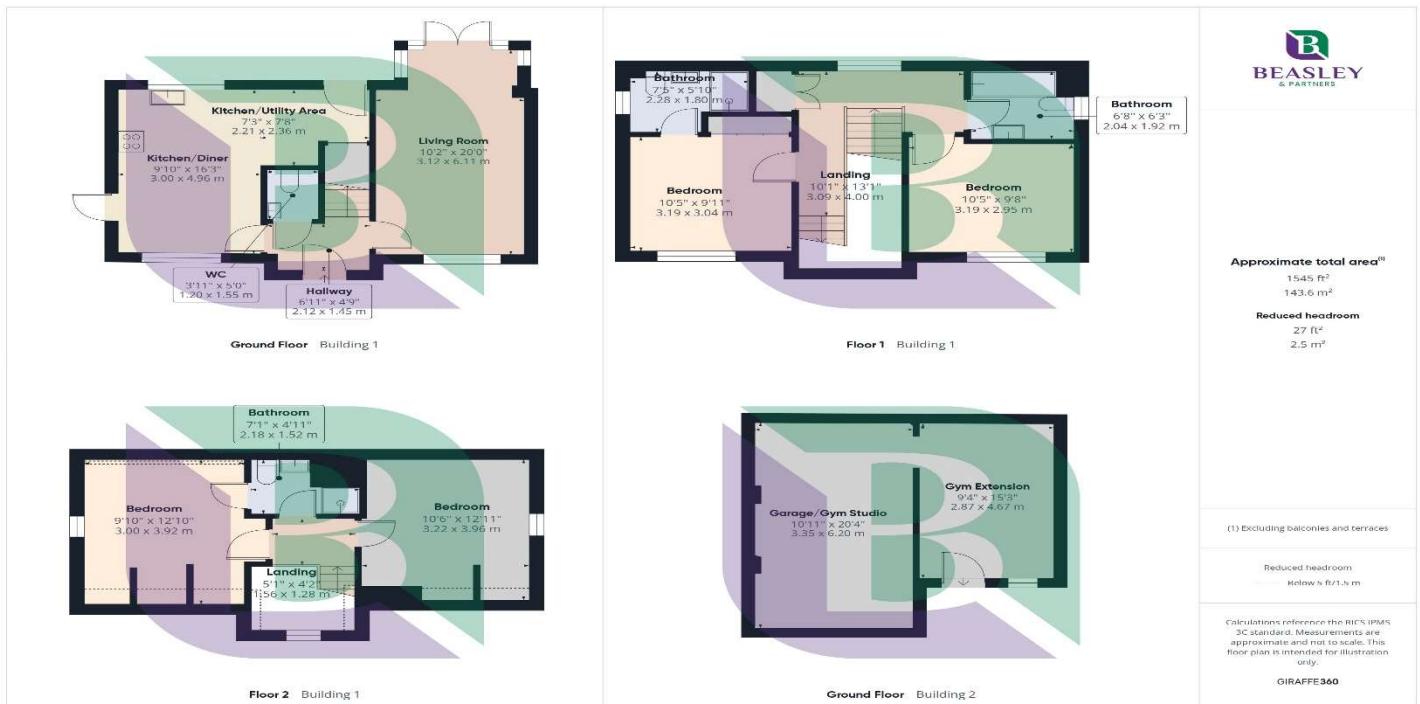 Kitchen/Utility Area
7'3" x 7'8"
2.21 x 2.36 m
Living Room
10'2" x 20'0"
3.12 x 6.11 m
Kitchen/Diner
9'10" x 16'3"
3.00 x 4.96 m
WC
3'11" x 5'0"
1.20 x 1.55 m
Hallway
6'11" x 4'9"
2.12 x 1.45 m
Ground Floor Building 1
Bathroom
7'5" x 5'10"
2.28 x 1.80 m
Bathroom
6'8" x 6'3"
2.04 x 1.92 m
Bedroom
10'5" x 9'11"
3.19 x 3.04 m
Landing
10'1" x 13'1"
3.09 x 4.00 m
Bedroom
10'5" x 9'8"
3.19 x 2.95 m
Floor 1 Building 1
Bathroom
7'1" x 4'11"
2.18 x 1.52 m
Bedroom
9'10" x 12'10"
3.00 x 3.92 m
Bedroom
10'6" x 12'11"
3.22 x 3.96 m
Landing
5'1" x 4'2"
1.56 x 1.28 m
Floor 2 Building 1
Gym Extension
9'4" x 15'3"
2.87 x 4.67 m
Garage/Gym Studio
10'11" x 20'4"
3.35 x 6.20 m
Ground Floor Building 2
B
BEASLEY
& PARTNERS
Approximate total area(1)
1545 ft²
143.6 m²
Reduced headroom
27 ft²
2.5 m²
(1) Excluding balconies and terraces
Reduced headroom
Below 5 ft/1.5 m
Calculations reference the RICS IPMS
3C standard. Measurements are
approximate and not to scale. This
floor plan is intended for illustration
only.
GIRAFFE360